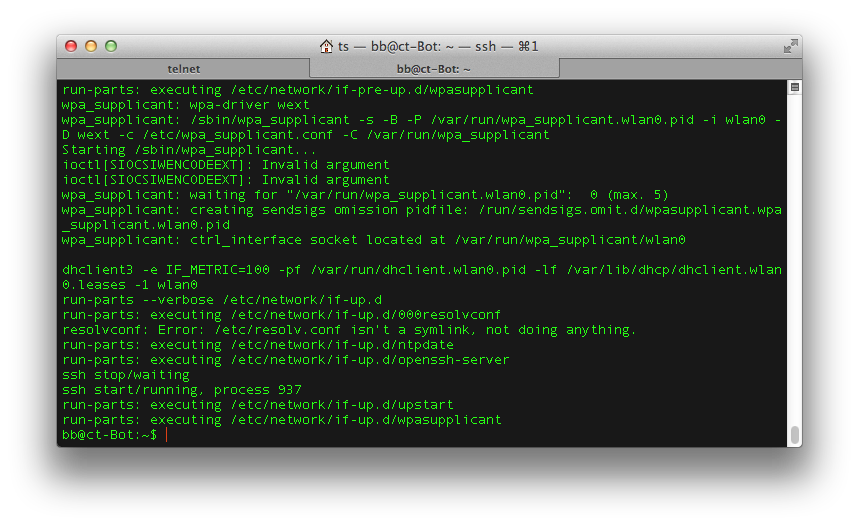 ts — bb@ct-Bot: ~ — ssh — ⌘1
telnet
bb@ct-Bot: ~
run-parts: executing /etc/network/if-pre-up.d/wpasupplicant
wpa_supplicant: wpa-driver wext
wpa_supplicant: /sbin/wpa_supplicant -s -B -P /var/run/wpa_supplicant.wlan0.pid -i wlan0 -
D wext -c /etc/wpa_supplicant.conf -C /var/run/wpa_supplicant
Starting /sbin/wpa_supplicant...
ioctl[SIOCSIWENCODEEXT]: Invalid argument
ioctl[SIOCSIWENCODEEXT]: Invalid argument
wpa_supplicant: waiting for "/var/run/wpa_supplicant.wlan0.pid":  0 (max. 5)
wpa_supplicant: creating sendsigs omission pidfile: /run/sendsigs.omit.d/wpasupplicant.wpa
_supplicant.wlan0.pid
wpa_supplicant: ctrl_interface socket located at /var/run/wpa_supplicant/wlan0
dhclient3 -e IF_METRIC=100 -pf /var/run/dhclient.wlan0.pid -lf /var/lib/dhcp/dhclient.wlan
0.leases -1 wlan0
run-parts --verbose /etc/network/if-up.d
run-parts: executing /etc/network/if-up.d/000resolvconf
resolvconf: Error: /etc/resolv.conf isn't a symlink, not doing anything.
run-parts: executing /etc/network/if-up.d/ntpdate
run-parts: executing /etc/network/if-up.d/openssh-server
ssh stop/waiting
ssh start/running, process 937
run-parts: executing /etc/network/if-up.d/upstart
run-parts: executing /etc/network/if-up.d/wpasupplicant
bb@ct-Bot:~$